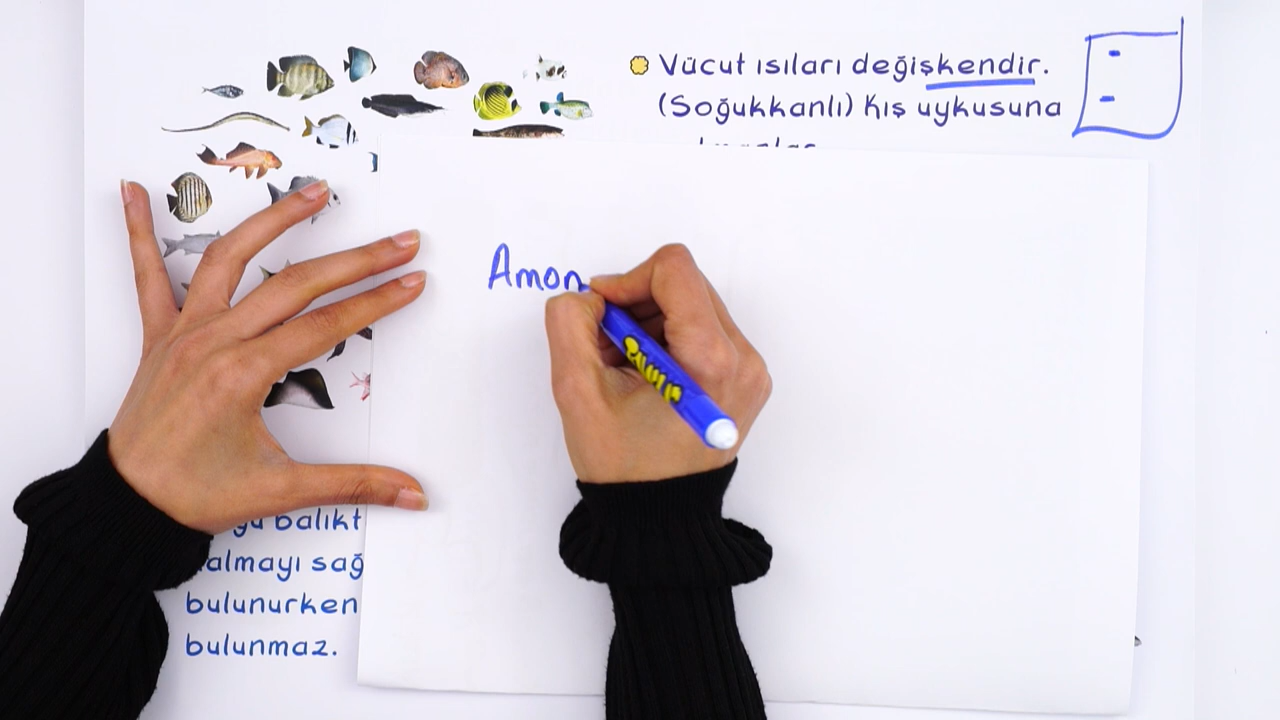 Vücut ısıları değişkendir.
(Soğukkanlı) Kış uykusuna
Amon
balıkt
almayı sağ
bulunurken
bulunmaz.